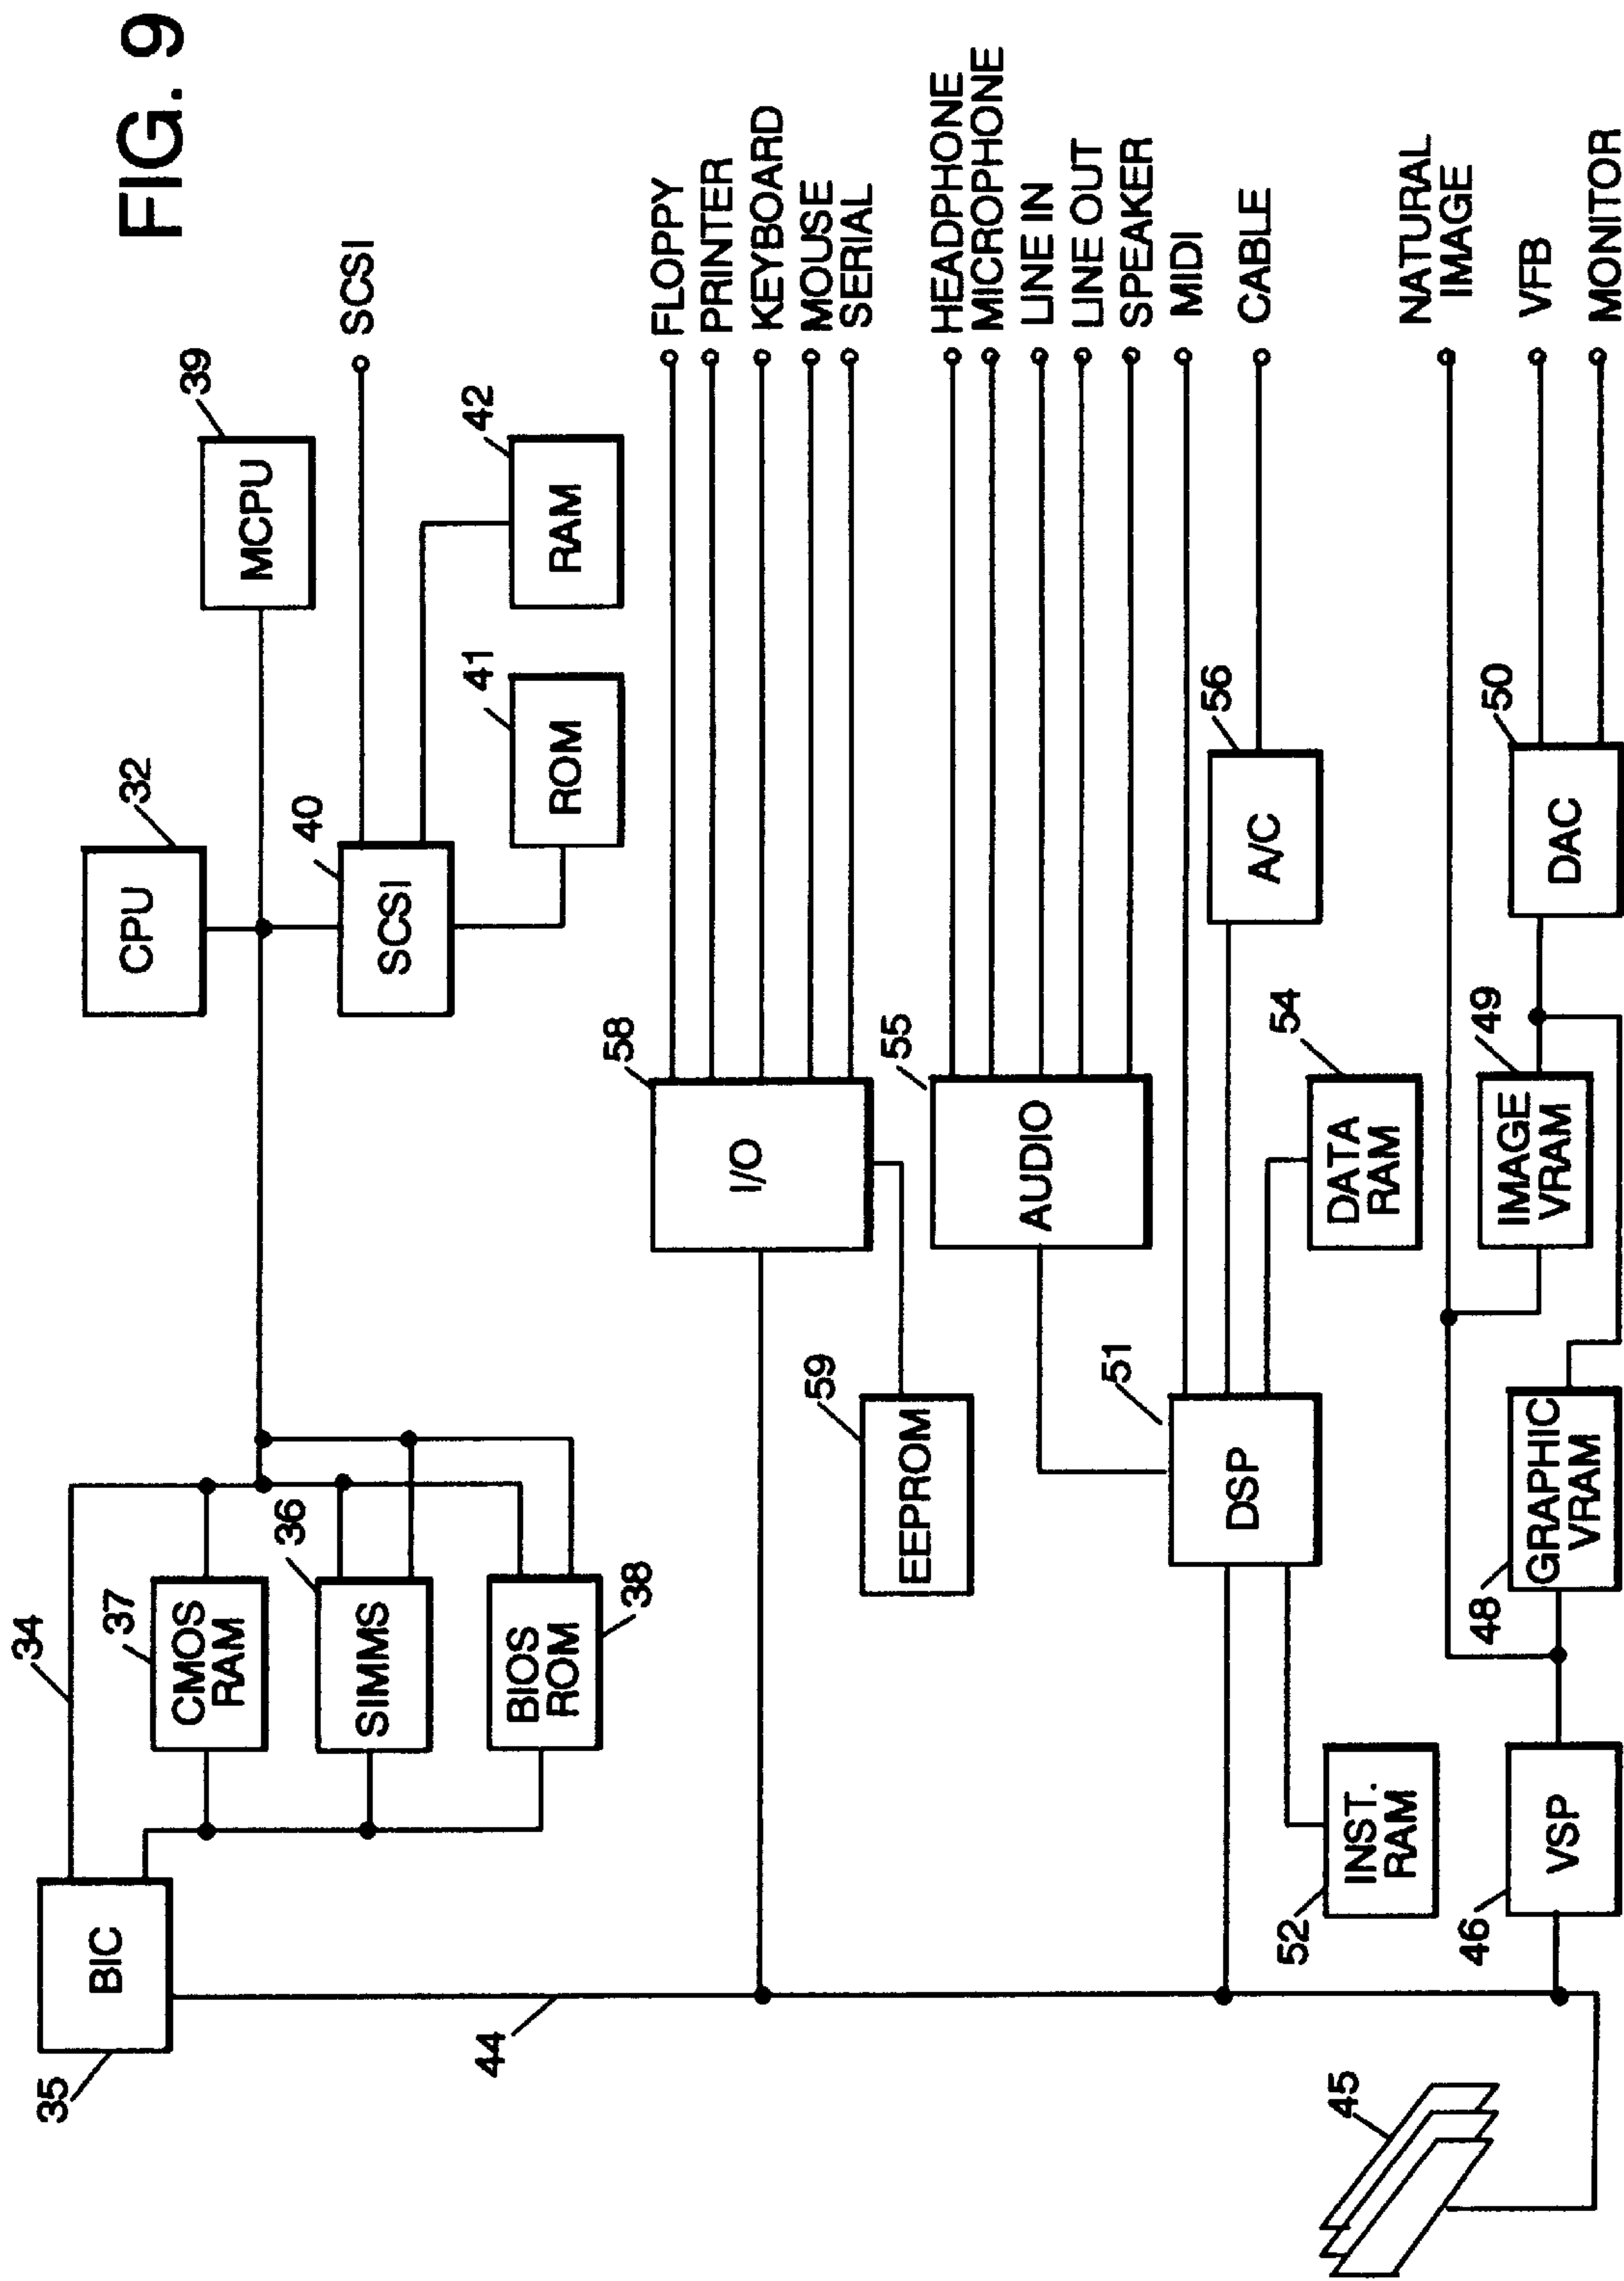 FIG. 9
35
BIC
34
37
CMOS
RAM
36
SIMMS
38
BIOS
ROM
32
CPU
39
MCPU
40
SCSI
SCSI
41
ROM
42
RAM
44
58
I/O
FLOPPY
PRINTER
KEYBOARD
MOUSE
SERIAL
59
EEPROM
55
AUDIO
HEADPHONE
MICROPHONE
LINE IN
LINE OUT
SPEAKER
MIDI
51
DSP
56
A/C
CABLE
54
DATA
RAM
52
INST.
RAM
45
46
VSP
48
GRAPHIC
VRAM
49
IMAGE
VRAM
50
DAC
NATURAL
IMAGE
VFB
MONITOR